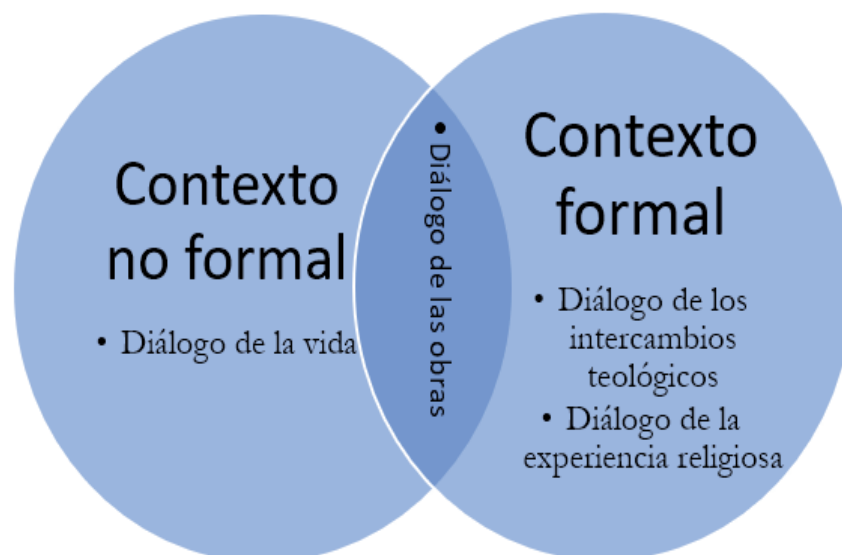 Contexto
no formal
• Diálogo de la vida
• Diálogo de las obras
Contexto
formal
• Diálogo de los
intercambios
teológicos
• Diálogo de la
experiencia religiosa